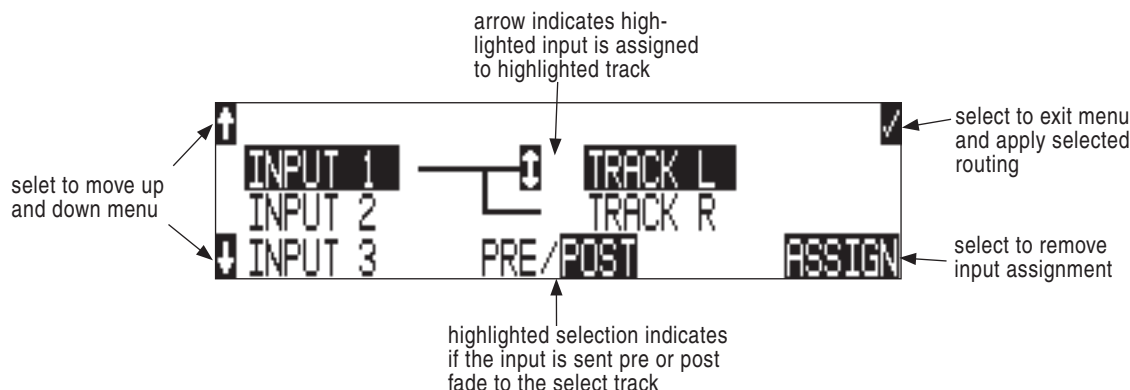 arrow indicates high-
lighted input is assigned
to highlighted track
select to exit menu
and apply selected
routing
selet to move up
and down menu
INPUT 1
TRACK L
INPUT 2
TRACK R
INPUT 3
PRE/POST
ASSIGN
select to remove
input assignment
highlighted selection indicates
if the input is sent pre or post
fade to the select track